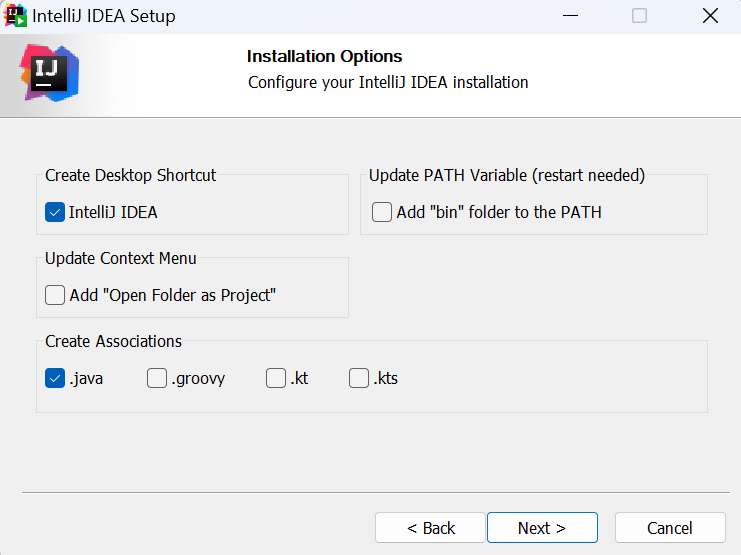 IntelliJ IDEA Setup
IJ
Installation Options
Configure your IntelliJ IDEA installation
Create Desktop Shortcut
IntelliJ IDEA
Update PATH Variable (restart needed)
Add "bin" folder to the PATH
Update Context Menu
Add "Open Folder as Project"
Create Associations
.java .groovy .kt .kts
< Back Next > Cancel